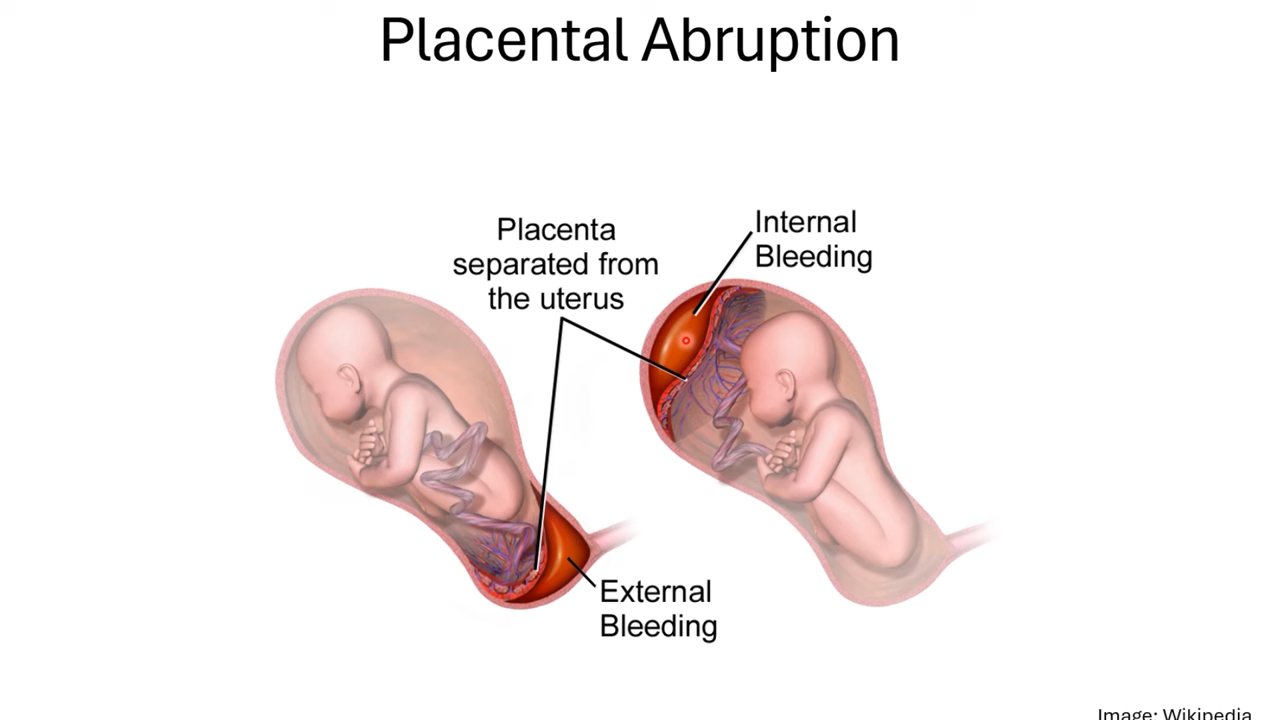 Placental Abruption
Placenta
separated from
the uterus
Internal
Bleeding
External
Bleeding
Image: Wikipedia